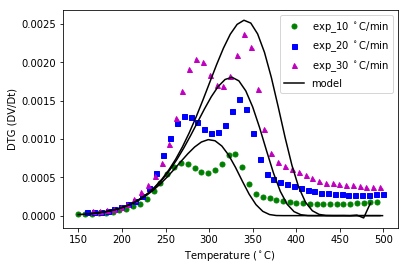 exp_10 °C/min
exp_20 °C/min
exp_30 °C/min
model
DTG (DV/Dt)
0.0025
0.0020
0.0015
0.0010
0.0005
0.0000
150 200 250 300 350 400 450 500
Temperature (°C)